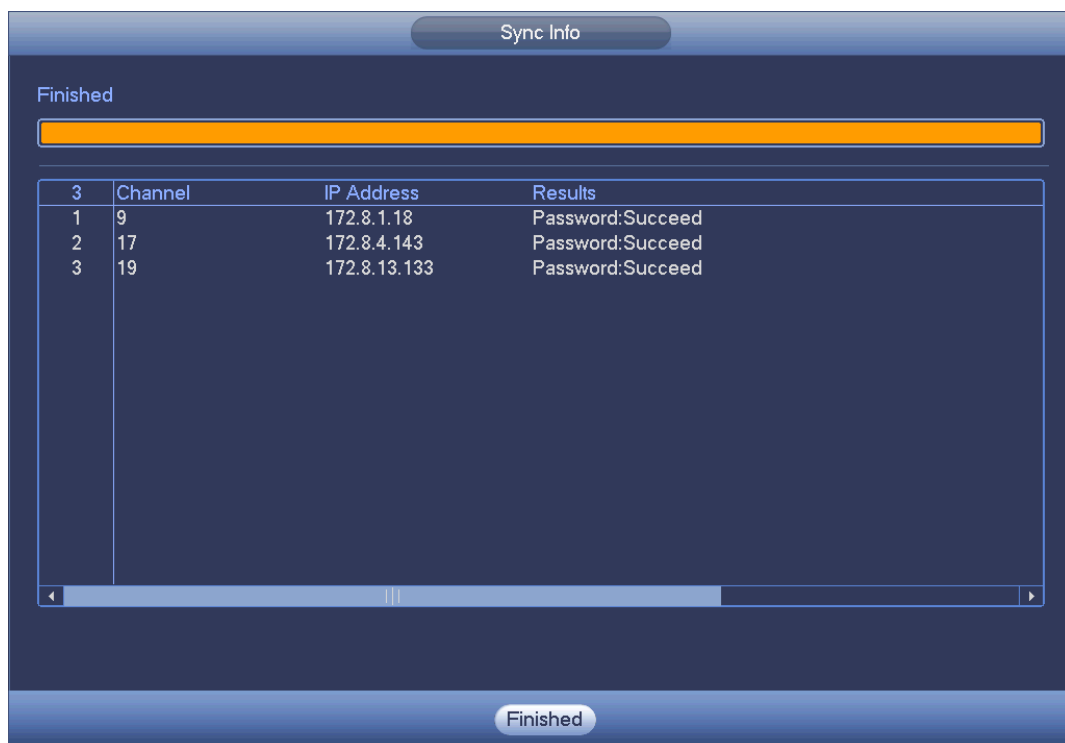 Sync Info
Finished
3 Channel IP Address Results
1 9 172.8.1.18 Password:Succeed
2 17 172.8.4.143 Password:Succeed
3 19 172.8.13.133 Password:Succeed
Finished